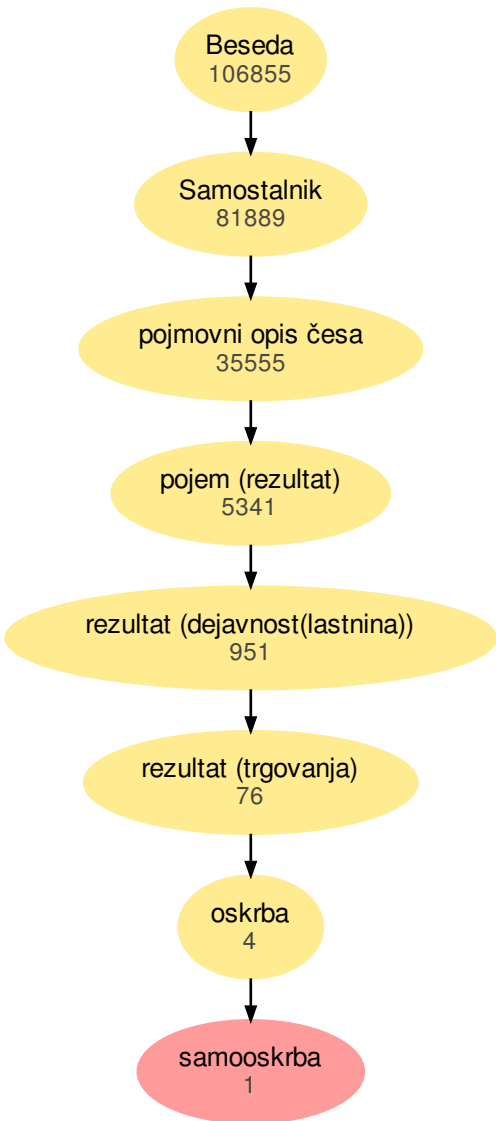 Beseda
106855
Samostalnik
81889
pojmovni opis česa
35555
pojem (rezultat)
5341
rezultat (dejavnost(lastnina))
951
rezultat (trgovanja)
76
oskrba
4
samooskrba
1